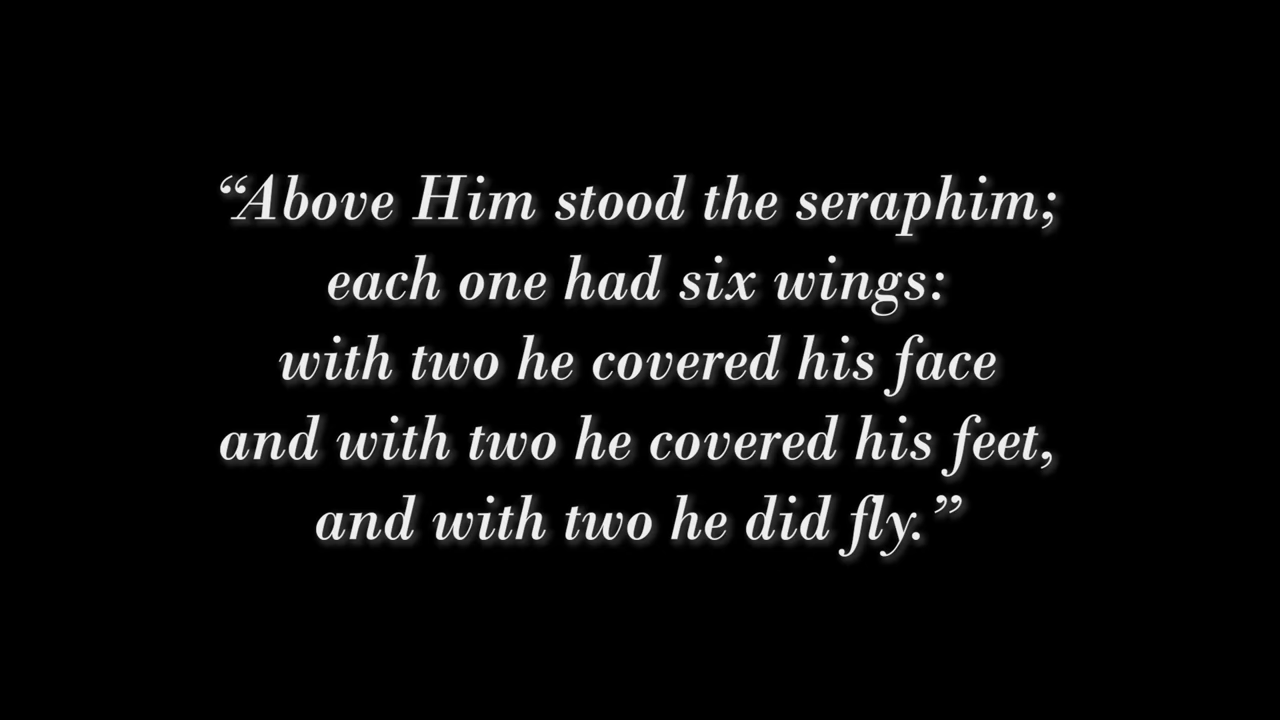 “Above Him stood the seraphim;
each one had six wings:
with two he covered his face
and with two he covered his feet,
and with two he did fly.”